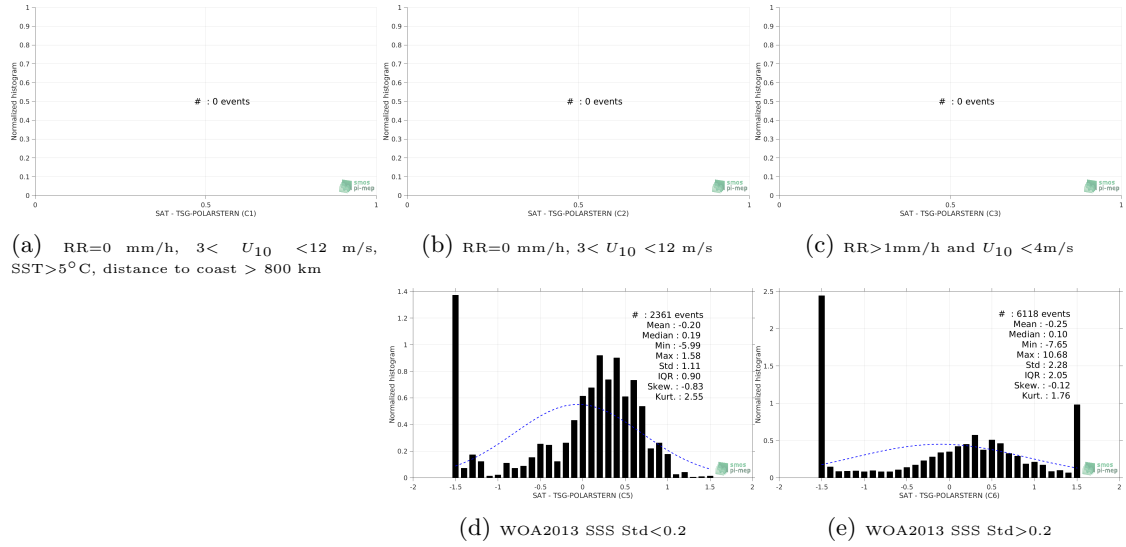 1
0.9
0.8
0.7
0.6
0.5
0.4
0.3
0.2
0.1
0
Normalized histogram
# : 0 events
smos
pi-mep
0 0.5 1
SAT - TSG-POLARSTERN (C1)
(a) RR=0 mm/h, 3< U10 <12 m/s,
SST>5°C, distance to coast > 800 km
1
0.9
0.8
0.7
0.6
0.5
0.4
0.3
0.2
0.1
0
Normalized histogram
# : 0 events
smos
pi-mep
0 0.5 1
SAT - TSG-POLARSTERN (C2)
(b) RR=0 mm/h, 3< U10 <12 m/s
1
0.9
0.8
0.7
0.6
0.5
0.4
0.3
0.2
0.1
0
Normalized histogram
# : 0 events
smos
pi-mep
0 0.5 1
SAT - TSG-POLARSTERN (C3)
(c) RR>1mm/h and U10 <4m/s
1.4
1.2
1
0.8
0.6
0.4
0.2
0
Normalized histogram
# : 2361 events
Mean : -0.20
Median : 0.19
Min : -5.99
Max : 1.58
Std : 1.11
IQR : 0.90
Skew. : -0.83
Kurt. : 2.55
smos
pi-mep
-2 -1.5 -1 -0.5 0 0.5 1 1.5 2
SAT - TSG-POLARSTERN (C5)
(d) WOA2013 SSS Std<0.2
2.5
2
1.5
1
0.5
0
Normalized histogram
# : 6118 events
Mean : -0.25
Median : 0.10
Min : -7.65
Max : 10.68
Std : 2.28
IQR : 2.05
Skew. : -0.12
Kurt. : 1.76
smos
pi-mep
-2 -1.5 -1 -0.5 0 0.5 1 1.5 2
SAT - TSG-POLARSTERN (C6)
(e) WOA2013 SSS Std>0.2